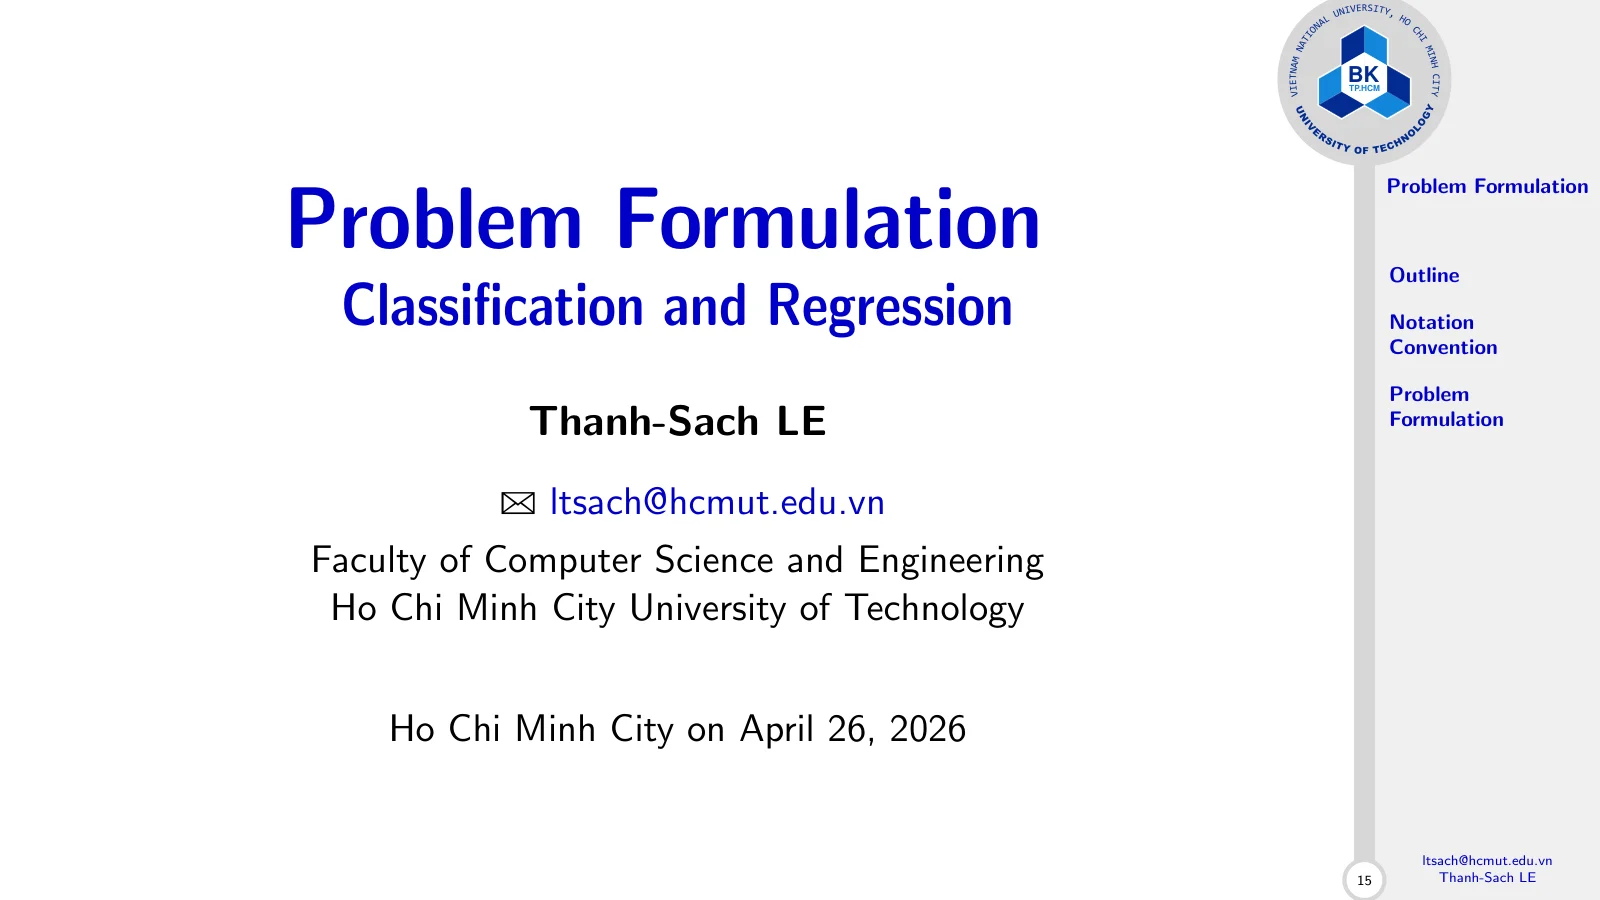 Problem Formulation
Classification and Regression
Thanh-Sach LE
ltsach@hcmut.edu.vn
Faculty of Computer Science and Engineering
Ho Chi Minh City University of Technology
Ho Chi Minh City on April 26, 2026
VIETNAM NATIONAL UNIVERSITY, HO CHI MINH CITY
BK
TP.HCM
UNIVERSITY OF TECHNOLOGY
Problem Formulation
Outline
Notation
Convention
Problem
Formulation
15
ltsach@hcmut.edu.vn
Thanh-Sach LE